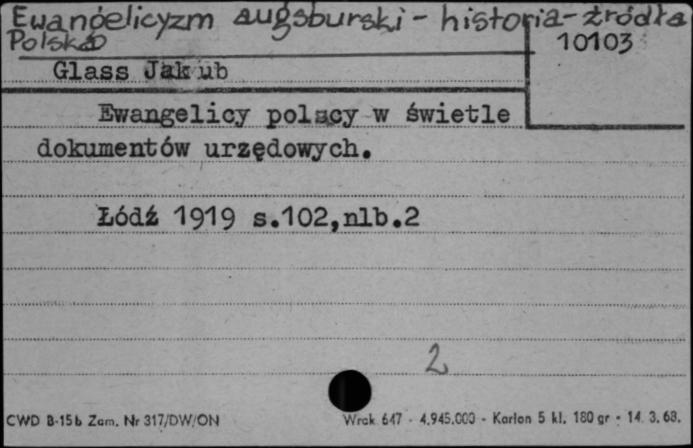 Ewangelicyzm augsburski - historia - źródła
Polska
10103
Glass Jakub
Ewangelicy polscy w świetle
dokumentów urzędowych.
Łódź 1919 s.102,nlb.2
2
CWD B-15b Zam. Nr 317/DW/ON Wrak 647 - 4.945.000 - Karton 5 kl. 180 gr - 14. 3. 68.